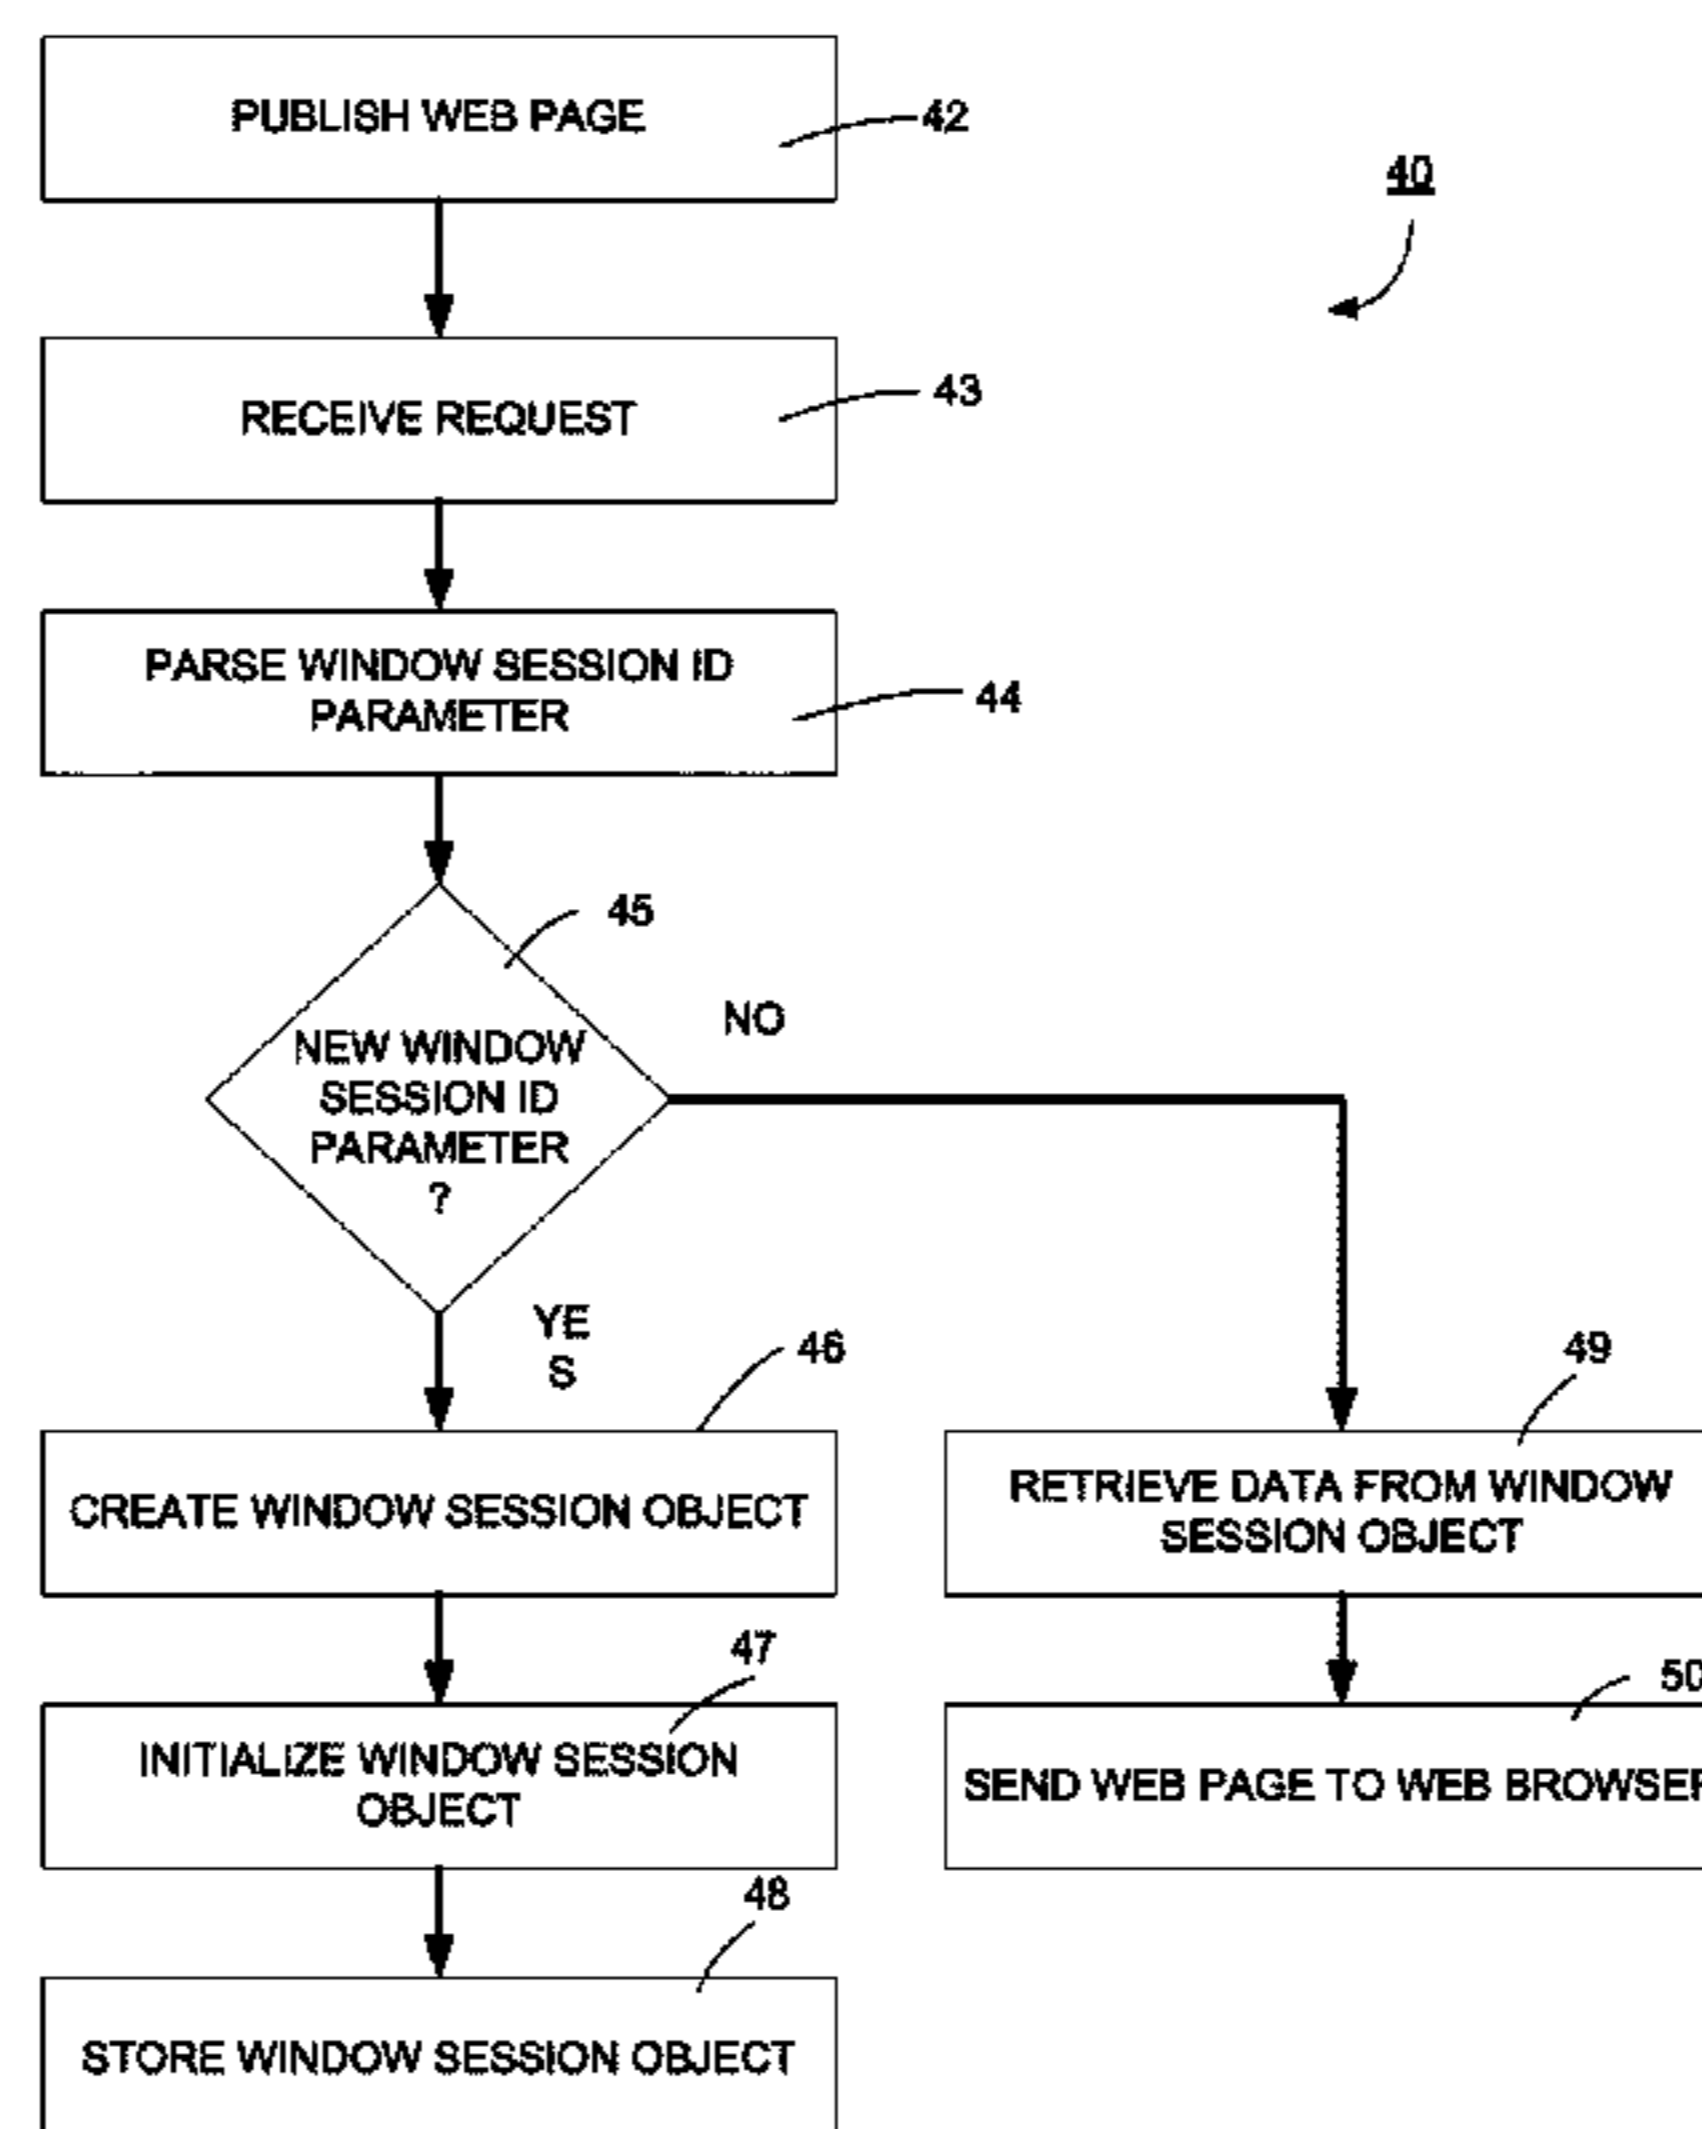 PUBLISH WEB PAGE
42
40
RECEIVE REQUEST
43
PARSE WINDOW SESSION ID
PARAMETER
44
45
NEW WINDOW
SESSION ID
PARAMETER
?
NO
YE
S
46
49
CREATE WINDOW SESSION OBJECT
RETRIEVE DATA FROM WINDOW
SESSION OBJECT
47
50
INITIALIZE WINDOW SESSION
OBJECT
SEND WEB PAGE TO WEB BROWSER
48
STORE WINDOW SESSION OBJECT